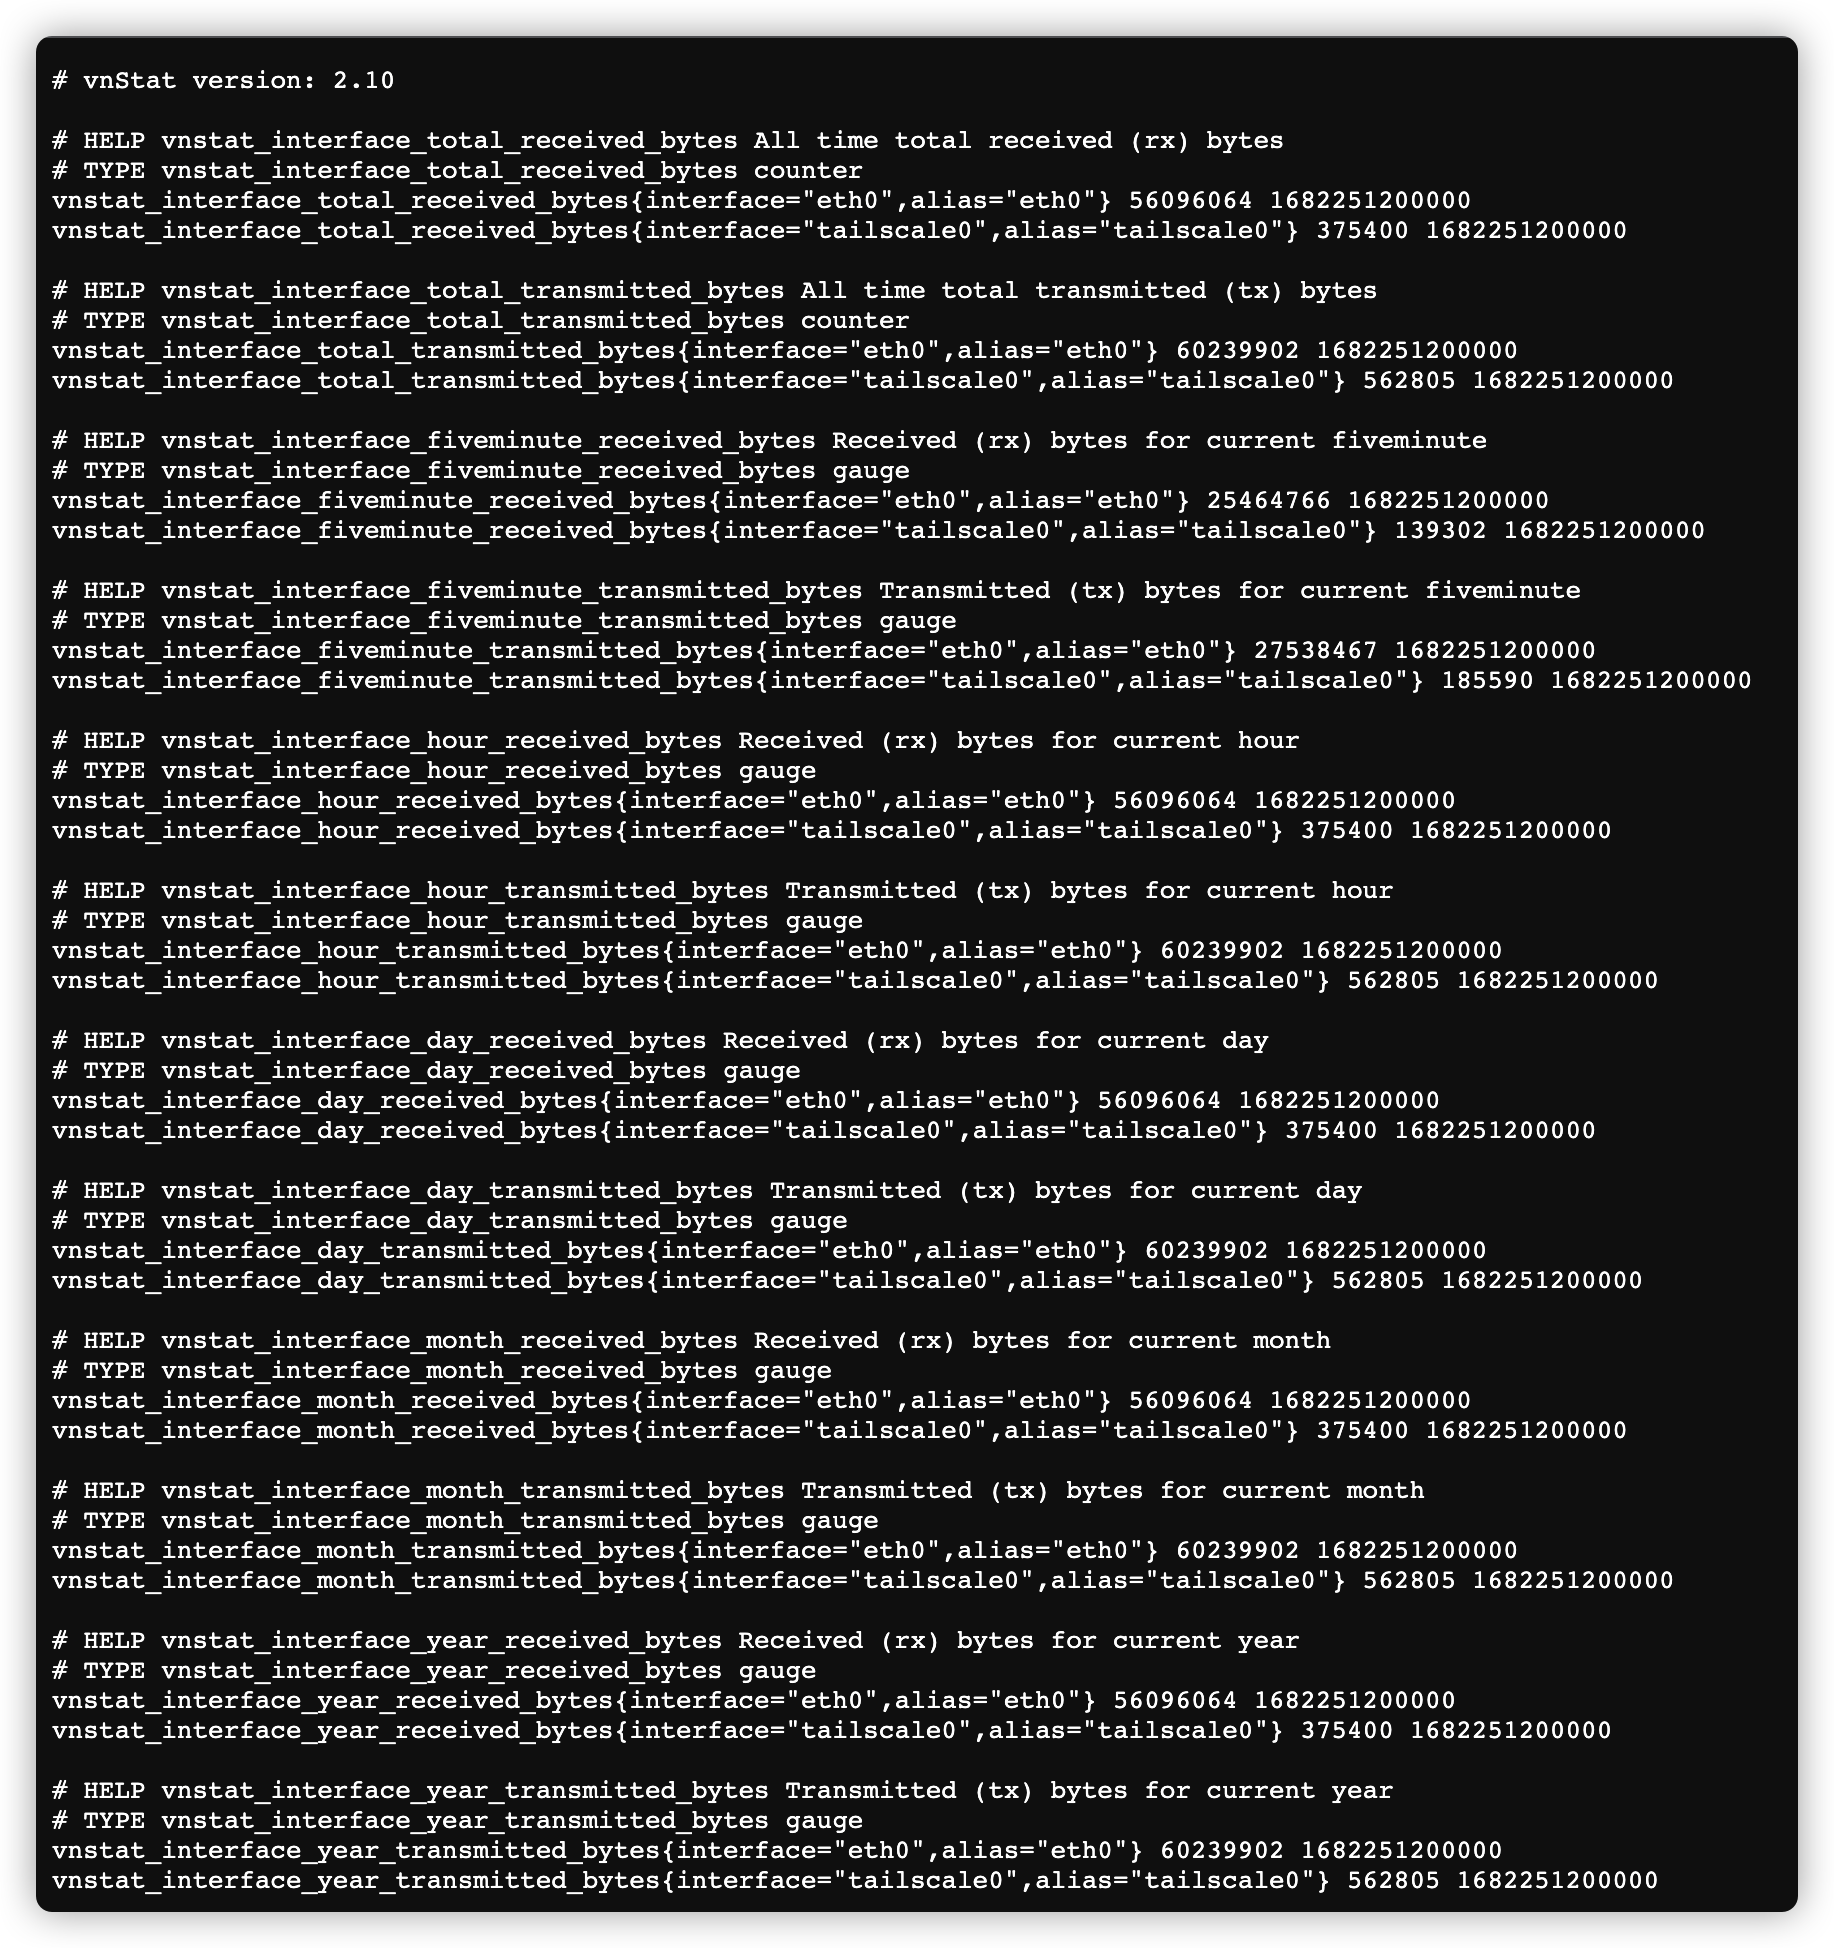 # vnStat version: 2.10
# HELP vnstat_interface_total_received_bytes All time total received (rx) bytes
# TYPE vnstat_interface_total_received_bytes counter
vnstat_interface_total_received_bytes{interface="eth0",alias="eth0"} 56096064 1682251200000
vnstat_interface_total_received_bytes{interface="tailscale0",alias="tailscale0"} 375400 1682251200000
# HELP vnstat_interface_total_transmitted_bytes All time total transmitted (tx) bytes
# TYPE vnstat_interface_total_transmitted_bytes counter
vnstat_interface_total_transmitted_bytes{interface="eth0",alias="eth0"} 60239902 1682251200000
vnstat_interface_total_transmitted_bytes{interface="tailscale0",alias="tailscale0"} 562805 1682251200000
# HELP vnstat_interface_fiveminute_received_bytes Received (rx) bytes for current fiveminute
# TYPE vnstat_interface_fiveminute_received_bytes gauge
vnstat_interface_fiveminute_received_bytes{interface="eth0",alias="eth0"} 25464766 1682251200000
vnstat_interface_fiveminute_received_bytes{interface="tailscale0",alias="tailscale0"} 139302 1682251200000
# HELP vnstat_interface_fiveminute_transmitted_bytes Transmitted (tx) bytes for current fiveminute
# TYPE vnstat_interface_fiveminute_transmitted_bytes gauge
vnstat_interface_fiveminute_transmitted_bytes{interface="eth0",alias="eth0"} 27538467 1682251200000
vnstat_interface_fiveminute_transmitted_bytes{interface="tailscale0",alias="tailscale0"} 185590 1682251200000
# HELP vnstat_interface_hour_received_bytes Received (rx) bytes for current hour
# TYPE vnstat_interface_hour_received_bytes gauge
vnstat_interface_hour_received_bytes{interface="eth0",alias="eth0"} 56096064 1682251200000
vnstat_interface_hour_received_bytes{interface="tailscale0",alias="tailscale0"} 375400 1682251200000
# HELP vnstat_interface_hour_transmitted_bytes Transmitted (tx) bytes for current hour
# TYPE vnstat_interface_hour_transmitted_bytes gauge
vnstat_interface_hour_transmitted_bytes{interface="eth0",alias="eth0"} 60239902 1682251200000
vnstat_interface_hour_transmitted_bytes{interface="tailscale0",alias="tailscale0"} 562805 1682251200000
# HELP vnstat_interface_day_received_bytes Received (rx) bytes for current day
# TYPE vnstat_interface_day_received_bytes gauge
vnstat_interface_day_received_bytes{interface="eth0",alias="eth0"} 56096064 1682251200000
vnstat_interface_day_received_bytes{interface="tailscale0",alias="tailscale0"} 375400 1682251200000
# HELP vnstat_interface_day_transmitted_bytes Transmitted (tx) bytes for current day
# TYPE vnstat_interface_day_transmitted_bytes gauge
vnstat_interface_day_transmitted_bytes{interface="eth0",alias="eth0"} 60239902 1682251200000
vnstat_interface_day_transmitted_bytes{interface="tailscale0",alias="tailscale0"} 562805 1682251200000
# HELP vnstat_interface_month_received_bytes Received (rx) bytes for current month
# TYPE vnstat_interface_month_received_bytes gauge
vnstat_interface_month_received_bytes{interface="eth0",alias="eth0"} 56096064 1682251200000
vnstat_interface_month_received_bytes{interface="tailscale0",alias="tailscale0"} 375400 1682251200000
# HELP vnstat_interface_month_transmitted_bytes Transmitted (tx) bytes for current month
# TYPE vnstat_interface_month_transmitted_bytes gauge
vnstat_interface_month_transmitted_bytes{interface="eth0",alias="eth0"} 60239902 1682251200000
vnstat_interface_month_transmitted_bytes{interface="tailscale0",alias="tailscale0"} 562805 1682251200000
# HELP vnstat_interface_year_received_bytes Received (rx) bytes for current year
# TYPE vnstat_interface_year_received_bytes gauge
vnstat_interface_year_received_bytes{interface="eth0",alias="eth0"} 56096064 1682251200000
vnstat_interface_year_received_bytes{interface="tailscale0",alias="tailscale0"} 375400 1682251200000
# HELP vnstat_interface_year_transmitted_bytes Transmitted (tx) bytes for current year
# TYPE vnstat_interface_year_transmitted_bytes gauge
vnstat_interface_year_transmitted_bytes{interface="eth0",alias="eth0"} 60239902 1682251200000
vnstat_interface_year_transmitted_bytes{interface="tailscale0",alias="tailscale0"} 562805 1682251200000